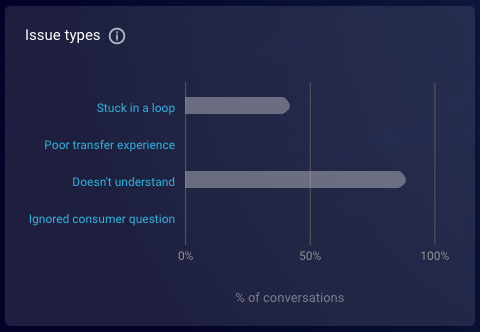 Issue types
Stuck in a loop
Poor transfer experience
Doesn't understand
Ignored consumer question
0% 50% 100%
% of conversations